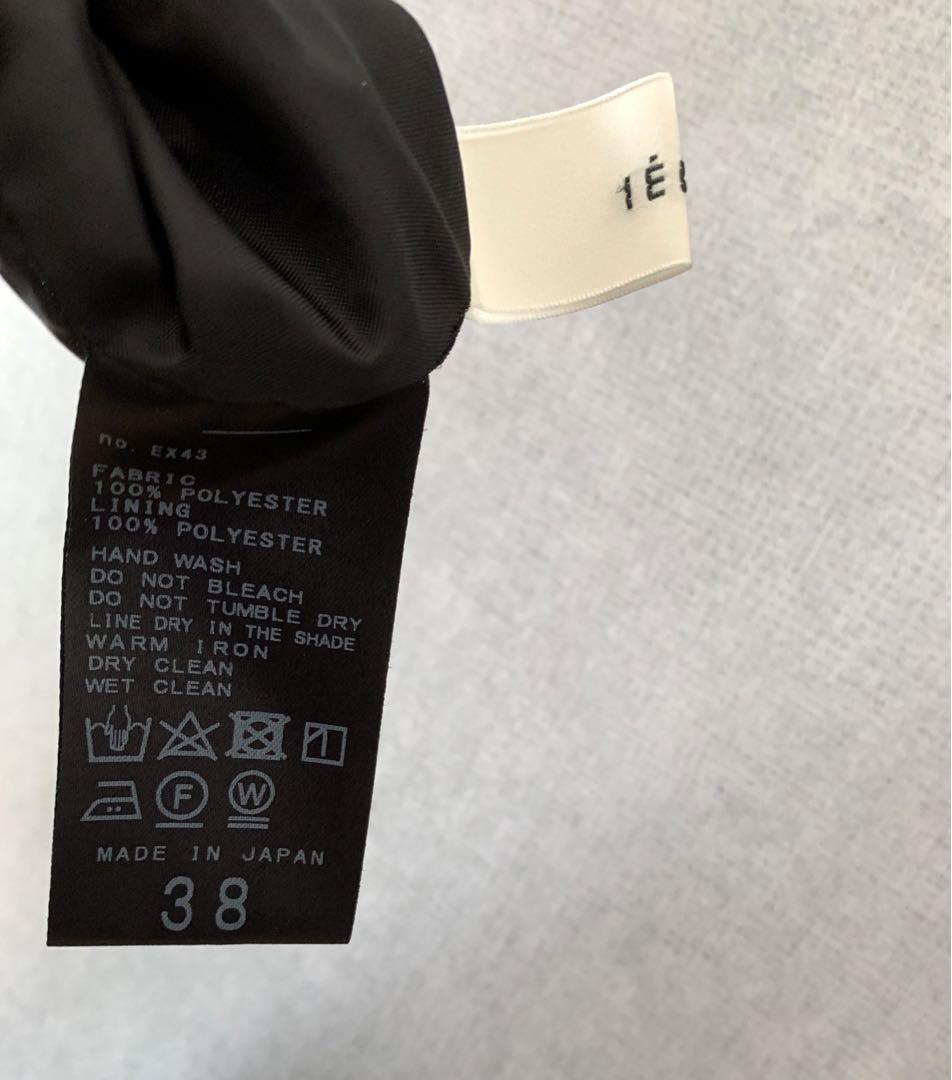 no. EX43
FABRIC
100% POLYESTER
LINING
100% POLYESTER
HAND WASH
DO NOT BLEACH
DO NOT TUMBLE DRY
LINE DRY IN THE SHADE
WARM IRON
DRY CLEAN
WET CLEAN
F W
MADE IN JAPAN
38